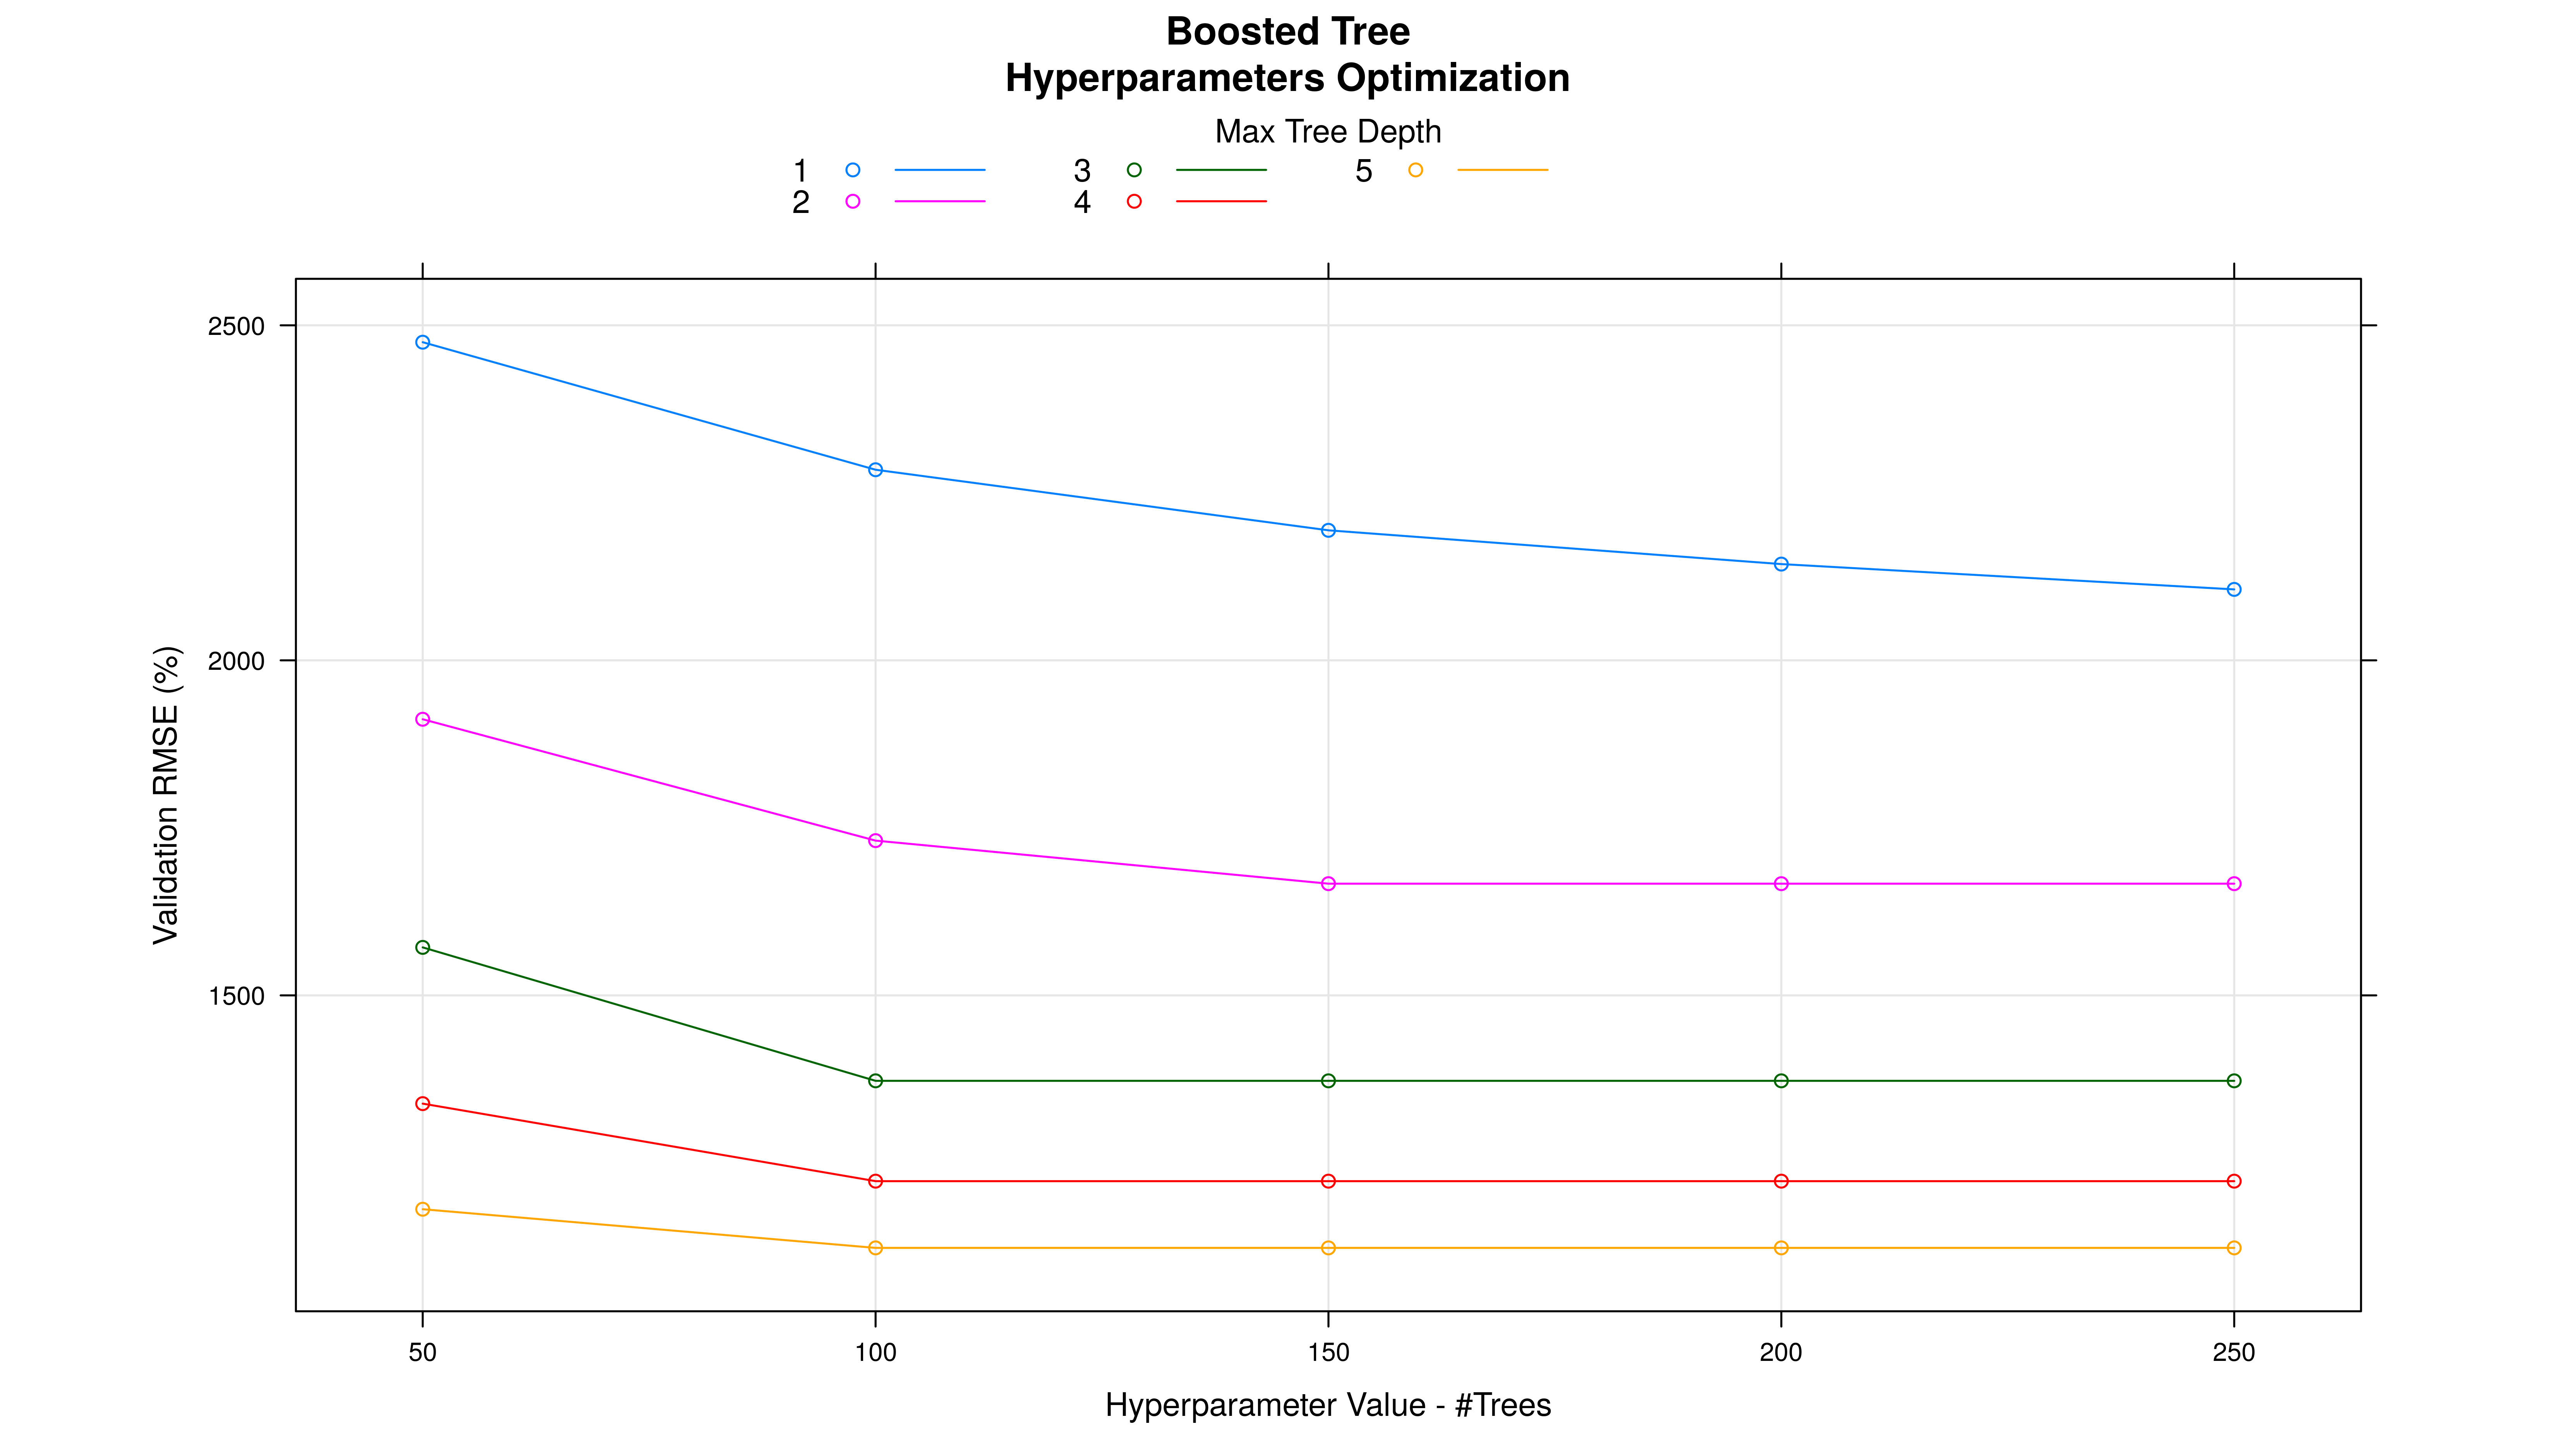 Boosted Tree
Hyperparameters Optimization
Max Tree Depth
1 3 5
2 4
2500
2000
1500
Validation RMSE (%)
50 100 150 200 250
Hyperparameter Value - #Trees